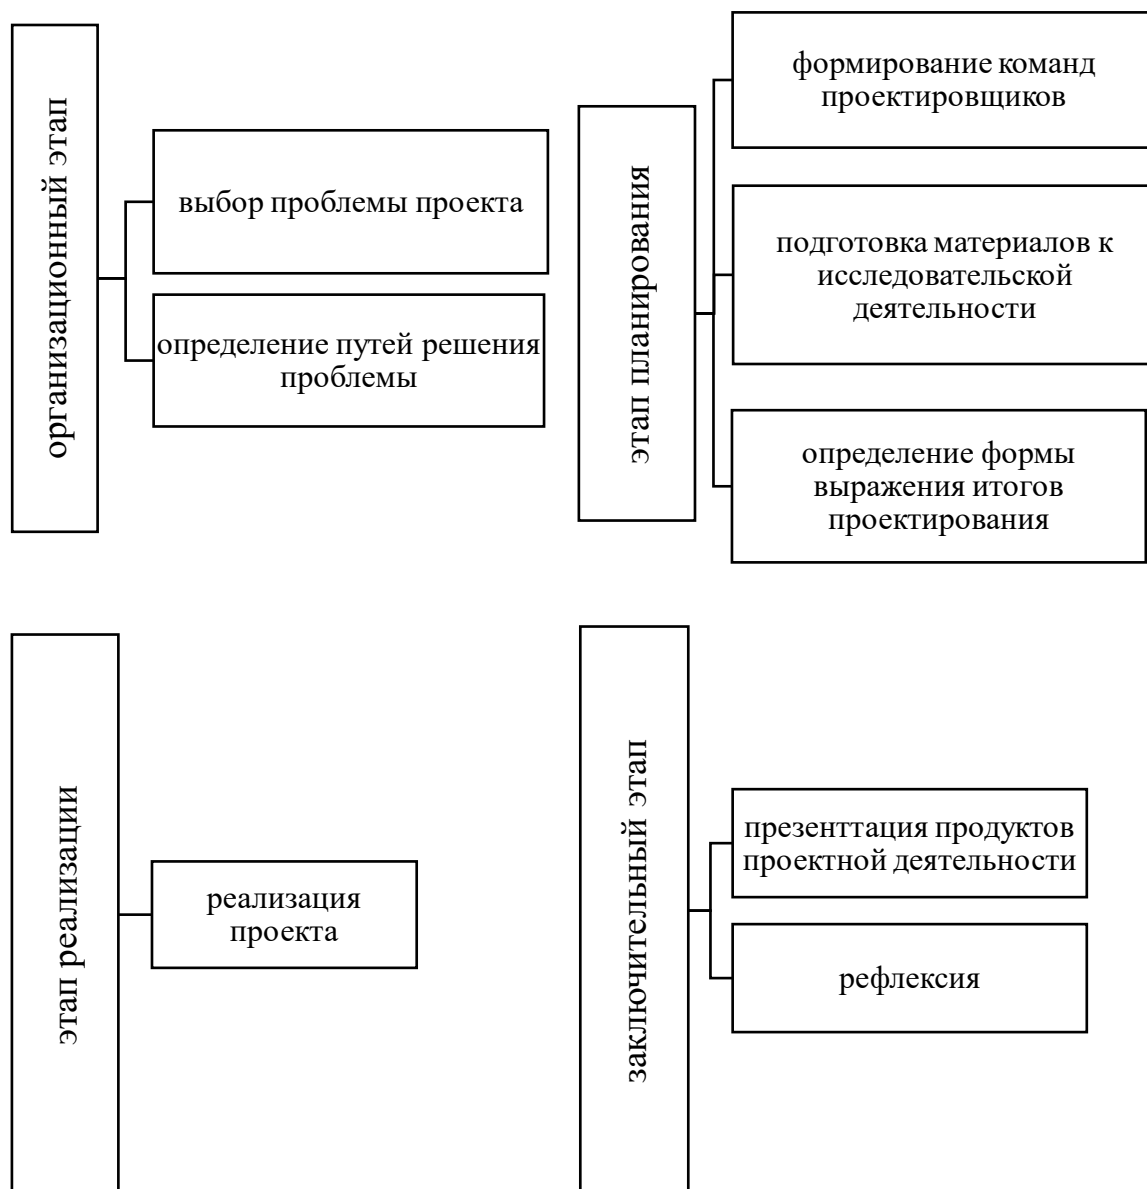 организационный этап
выбор проблемы проекта
определение путей решения
проблемы
этап планирования
формирование команд
проектировщиков
подготовка материалов к
исследовательской
деятельности
определение формы
выражения итогов
проектирования
этап реализации
реализация
проекта
заключительный этап
презенттация продуктов
проектной деятельности
рефлексия